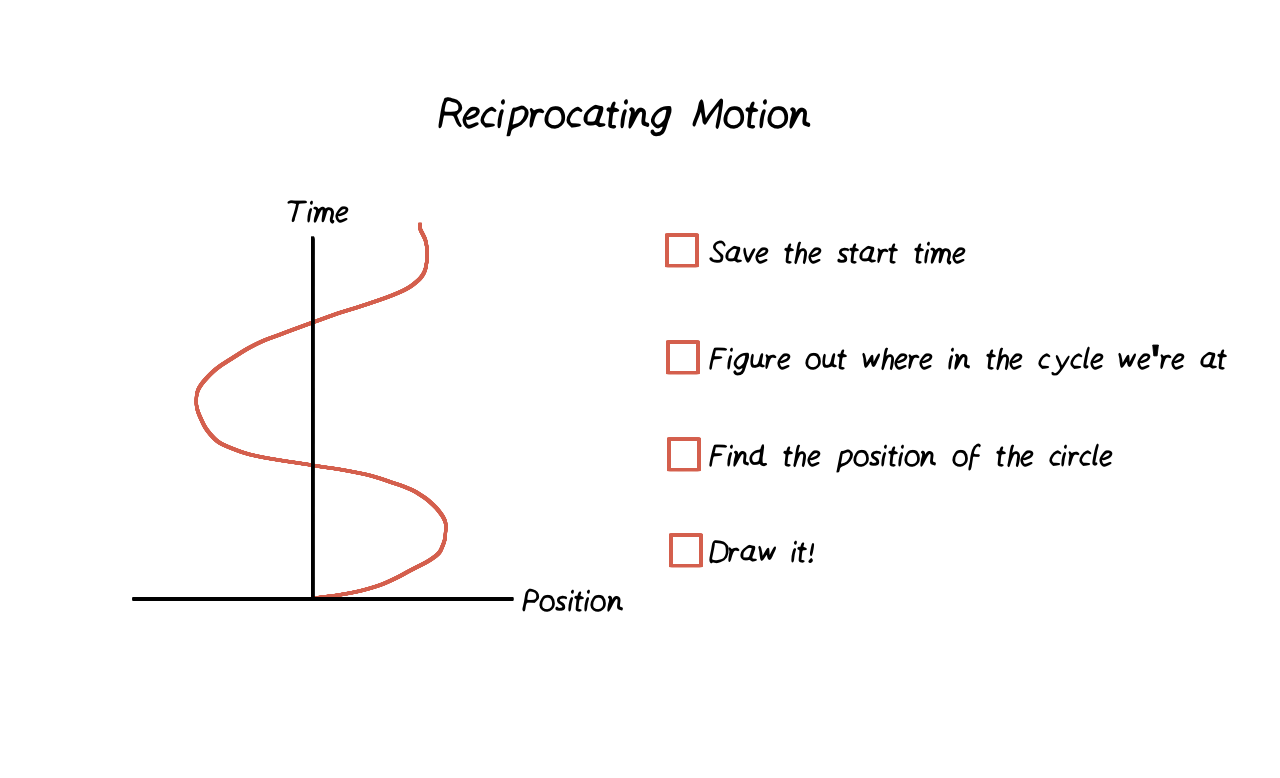 Reciprocating Motion
Time
Position
Save the start time
Figure out where in the cycle we're at
Find the position of the circle
Draw it!